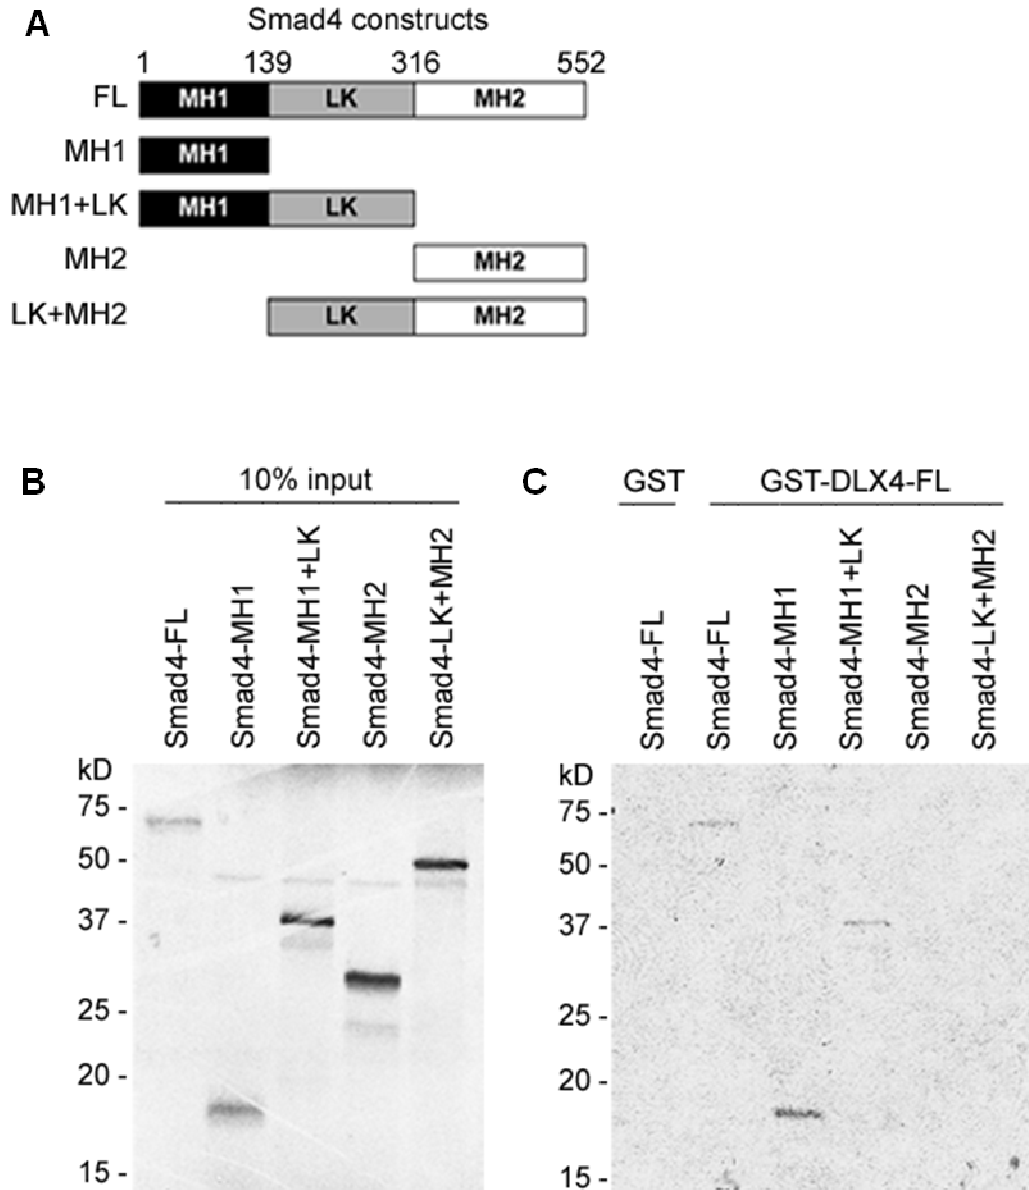 A
Smad4 constructs
1 139 316 552
FL MH1 LK MH2
MH1 MH1
MH1+LK MH1 LK
MH2 MH2
LK+MH2 LK MH2
B
10% input
Smad4-FL
Smad4-MH1
Smad4-MH1+LK
Smad4-MH2
Smad4-LK+MH2
kD
75 -
50 -
37 -
25 -
20 -
15 -
C
GST GST-DLX4-FL
Smad4-FL
Smad4-FL
Smad4-MH1
Smad4-MH1+LK
Smad4-MH2
Smad4-LK+MH2
kD
75 -
50 -
37 -
25 -
20 -
15 -